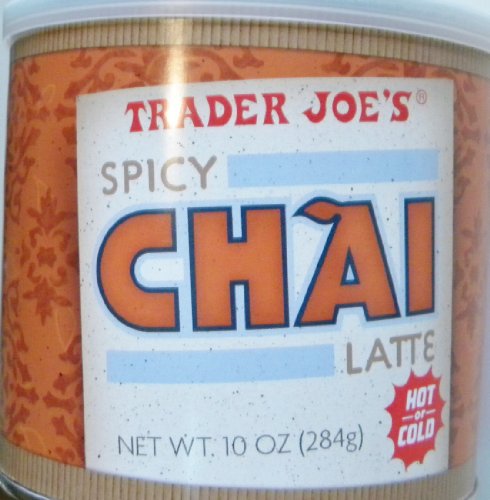 TRADER JOE'S®
SPICY
CHAI
LATTE
HOT
or
COLD
NET WT. 10 OZ (284g)